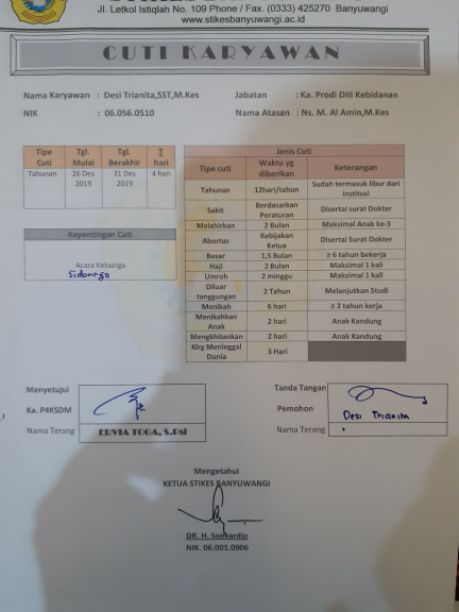 Jl. Letkol Istiqlah No. 109 Phone / Fax. (0333) 425270 Banyuwangi
www.stikesbanyuwangi.ac.id
CUTI KARYAWAN
Nama Karyawan : Desi Trianita,SST,M.Kes
Jabatan : Ka. Prodi DIII Kebidanan
NIK : 06.056.0510
Nama Atasan : Ns. M. Al Amin,M.Kes
Tipe Cuti Tgl. Mulai Tgl. Berakhir ∑ hari
Tahunan 26 Des 2019 31 Des 2019 4 hari
Kepentingan Cuti
Acara Keluarga
Sidoarjo
Jenis Cuti
Tipe cuti Waktu yg diberikan Keterangan
Tahunan 12hari/tahun Sudah termasuk libur dari institusi
Sakit Berdasarkan Peraturan Disertai surat Dokter
Melahirkan 2 Bulan Maksimal Anak ke-3
Abortus Kebijakan Ketua Disertai Surat Dokter
Besar 1,5 Bulan ≥ 6 tahun bekerja
Haji 2 Bulan Maksimal 1 kali
Umroh 2 minggu Maksimal 1 kali
Diluar tanggungan 2 Tahun Melanjutkan Studi
Menikah 6 hari ≥ 2 tahun kerja
Menikahkan Anak 2 hari Anak Kandung
Mengkhitankan 2 hari Anak Kandung
Klrg Meninggal Dunia 3 Hari
Menyetujui
Ka. P4KSDM
Nama Terang ERVIA TOGA, S.Psi
Tanda Tangan
Pemohon Desi Trianita
Nama Terang
Mengetahui
KETUA STIKES BANYUWANGI
DR. H. Soekardjo
NIK. 06.001.0906